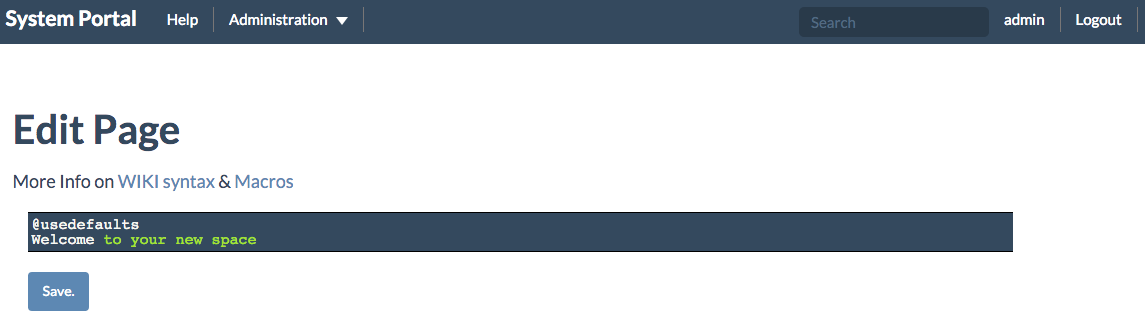 System Portal Help Administration Search admin Logout
Edit Page
More Info on WIKI syntax & Macros
@usedefaults
Welcome to your new space
Save.